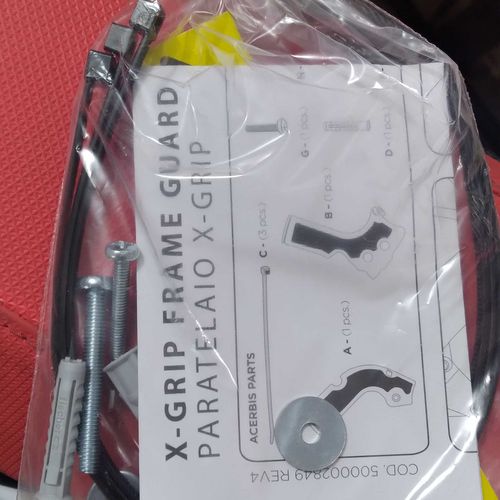 X-GRIP FRAME GUARD
PARATELAIO X-GRIP
ACERBIS PARTS
A - (1 pcs.)
B - (1 pcs.)
C - (3 pcs.)
D - (1 pcs.)
G - (1 pcs.)
COD. 500002849 REV4